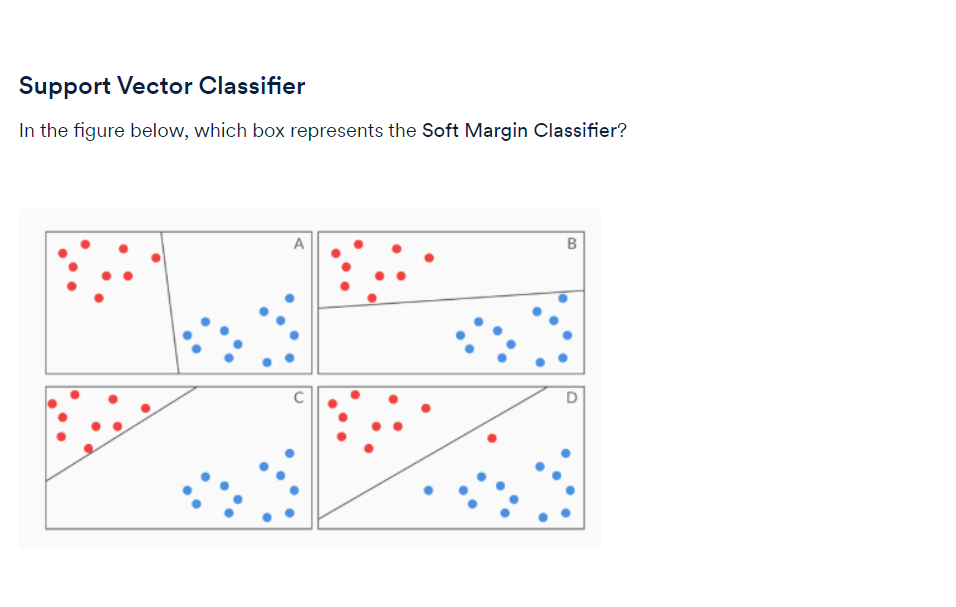 Support Vector Classifier
In the figure below, which box represents the Soft Margin Classifier?
A
B
C
D